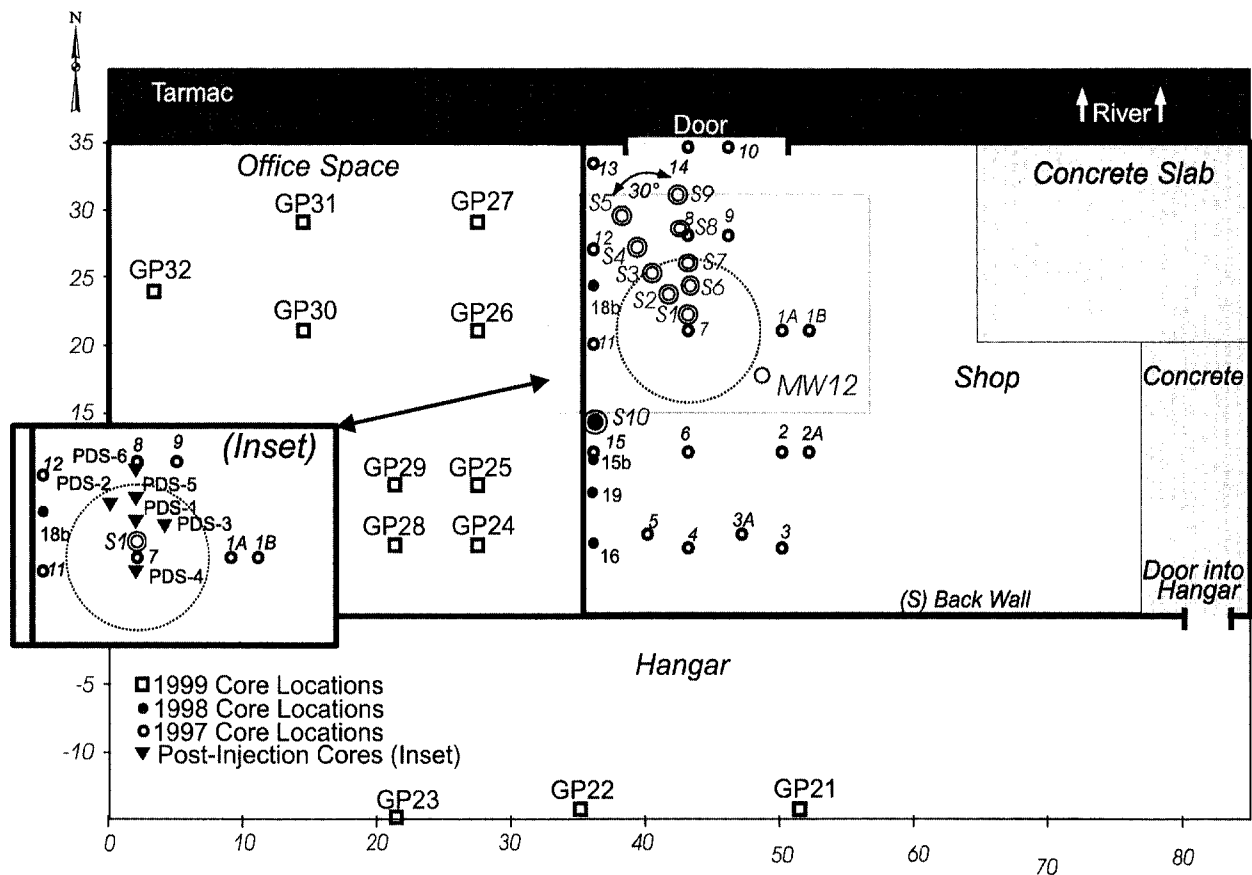 N
Tarmac
River
Door
35
Office Space
13
14
10
Concrete Slab
30°
GP31
GP27
S5
S9
30
8
9
S8
12
S4
GP32
S7
25
S3
S6
18b
S2
GP30
GP26
S1
1A
1B
7
20
11
MW12
Shop
Concrete
15
S10
(Inset)
PDS-6
8
9
12
PDS-2
PDS-5
PDS-1
PDS-3
18b
S1
7
1A
1B
11
PDS-4
GP29
GP25
GP28
GP24
15
15b
6
2
2A
19
5
3A
4
3
16
Door into
Hangar
(S) Back Wall
Hangar
-5
1999 Core Locations
1998 Core Locations
1997 Core Locations
-10
Post-Injection Cores (Inset)
GP23
GP22
GP21
0
10
20
30
40
50
60
70
80